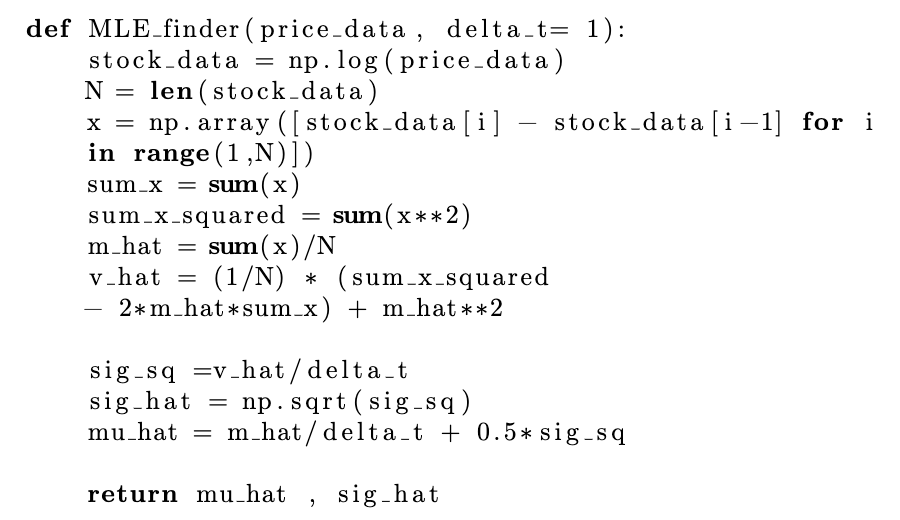 def MLE_finder(price_data, delta_t= 1):
    stock_data = np.log(price_data)
    N = len(stock_data)
    x = np.array([stock_data[i] − stock_data[i−1] for i
    in range(1,N)])
    sum_x = sum(x)
    sum_x_squared = sum(x**2)
    m_hat = sum(x)/N
    v_hat = (1/N) * (sum_x_squared
    − 2*m_hat*sum_x) + m_hat**2

    sig_sq =v_hat/delta_t
    sig_hat = np.sqrt(sig_sq)
    mu_hat = m_hat/delta_t + 0.5*sig_sq

    return mu_hat , sig_hat